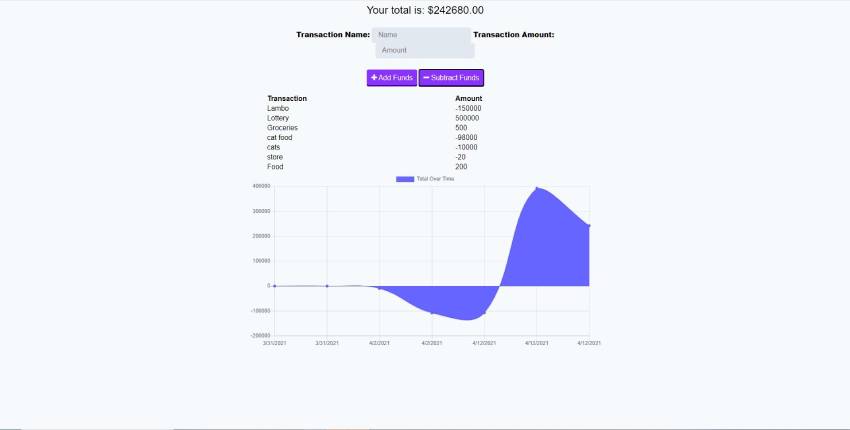 Your total is: $242680.00
Transaction Name: Name Transaction Amount:
Amount
Add Funds Subtract Funds
Transaction Amount
Lambo -150000
Lottery 500000
Groceries 500
cat food -98000
cats -10000
store -20
Food 200
Total Over Time
400000
300000
200000
100000
0
-100000
-200000
3/31/2021 3/31/2021 4/2/2021 4/2/2021 4/12/2021 4/12/2021 4/12/2021